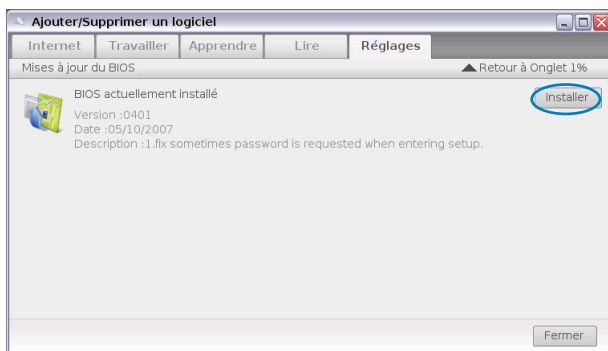 Ajouter/Supprimer un logiciel
Internet Travailler Apprendre Lire Réglages
Mises à jour du BIOS Retour à Onglet 1%
BIOS actuellement installé Installer
Version :0401
Date :05/10/2007
Description :1.fix sometimes password is requested when entering setup.
Fermer